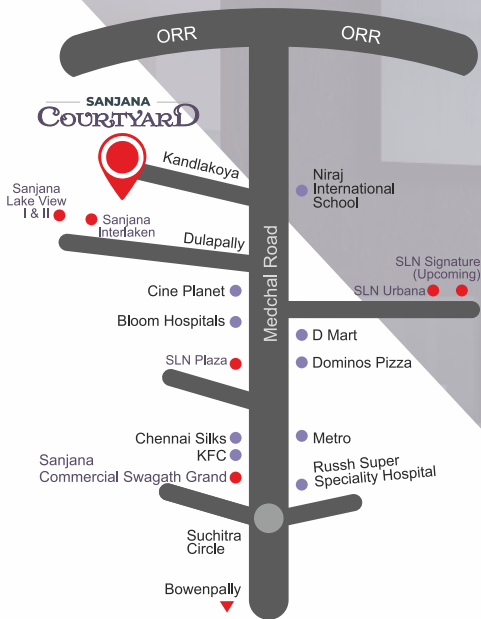 ORR
ORR
SANJANA
COURTYARD
Kandlakoya
Niraj
International
School
Sanjana
Lake View
I & II
Sanjana
Interlaken
Dulapally
Medchal Road
SLN Signature
(Upcoming)
SLN Urbana
Cine Planet
Bloom Hospitals
D Mart
SLN Plaza
Dominos Pizza
Chennai Silks
Metro
KFC
Sanjana
Commercial Swagath Grand
Russh Super
Speciality Hospital
Suchitra
Circle
Bowenpally